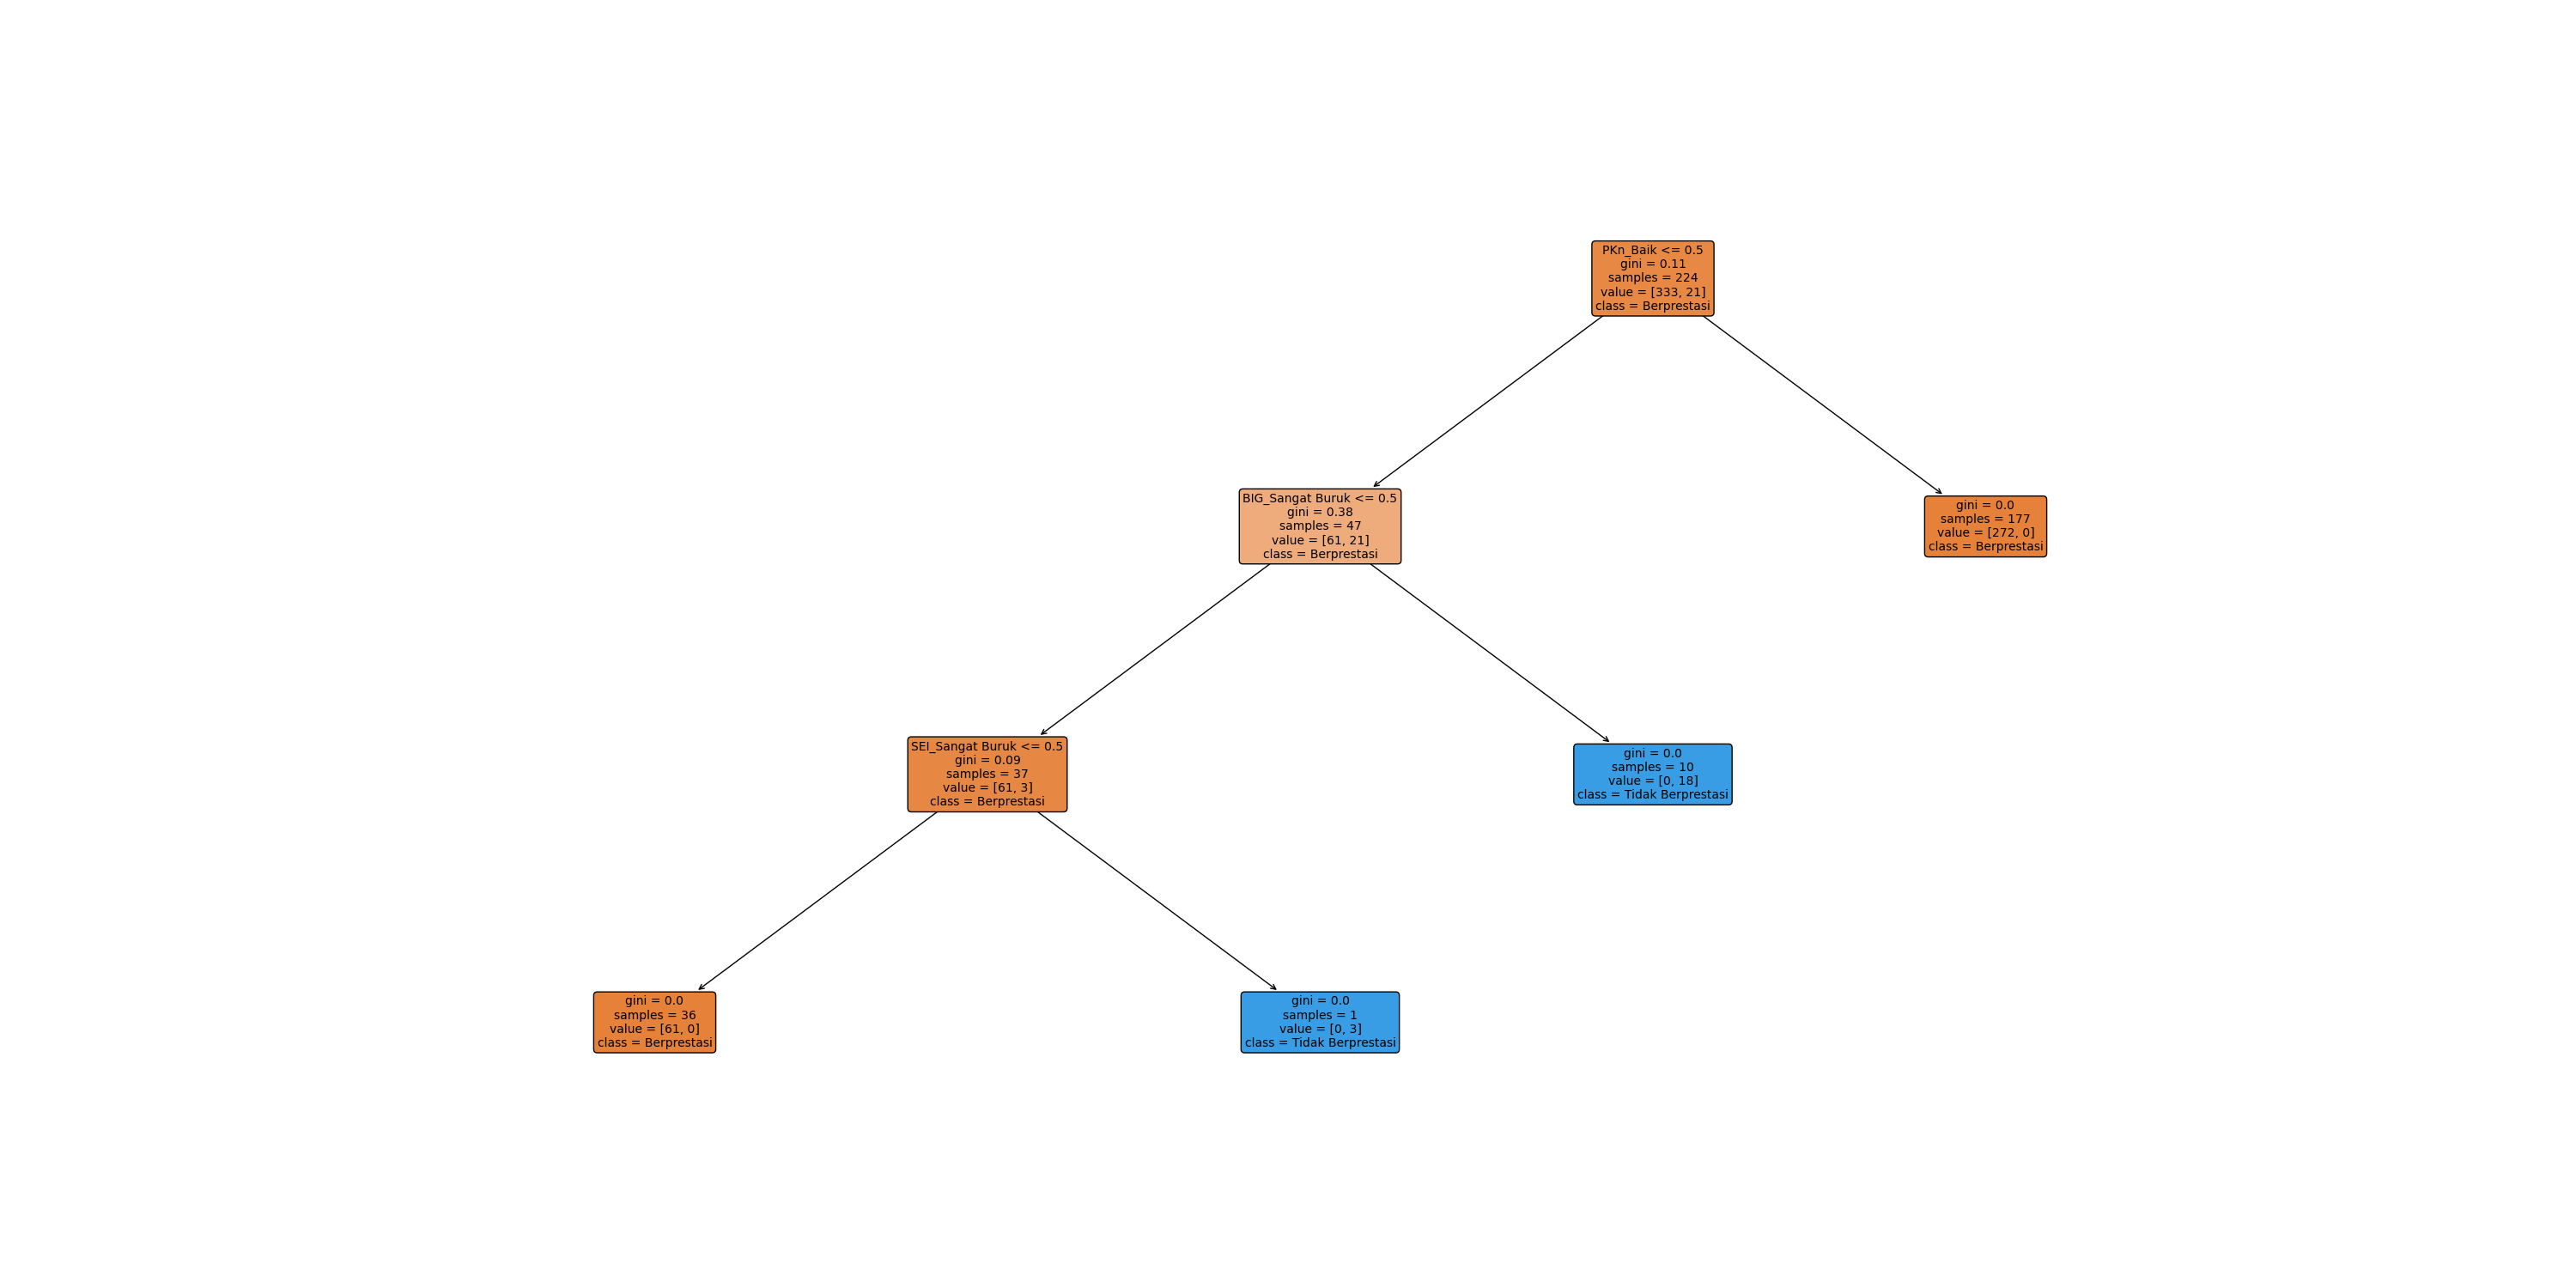 PKn_Baik <= 0.5
gini = 0.11
samples = 224
value = [333, 21]
class = Berprestasi
BIG_Sangat Buruk <= 0.5
gini = 0.38
samples = 47
value = [61, 21]
class = Berprestasi
gini = 0.0
samples = 177
value = [272, 0]
class = Berprestasi
SEI_Sangat Buruk <= 0.5
gini = 0.09
samples = 37
value = [61, 3]
class = Berprestasi
gini = 0.0
samples = 10
value = [0, 18]
class = Tidak Berprestasi
gini = 0.0
samples = 36
value = [61, 0]
class = Berprestasi
gini = 0.0
samples = 1
value = [0, 3]
class = Tidak Berprestasi